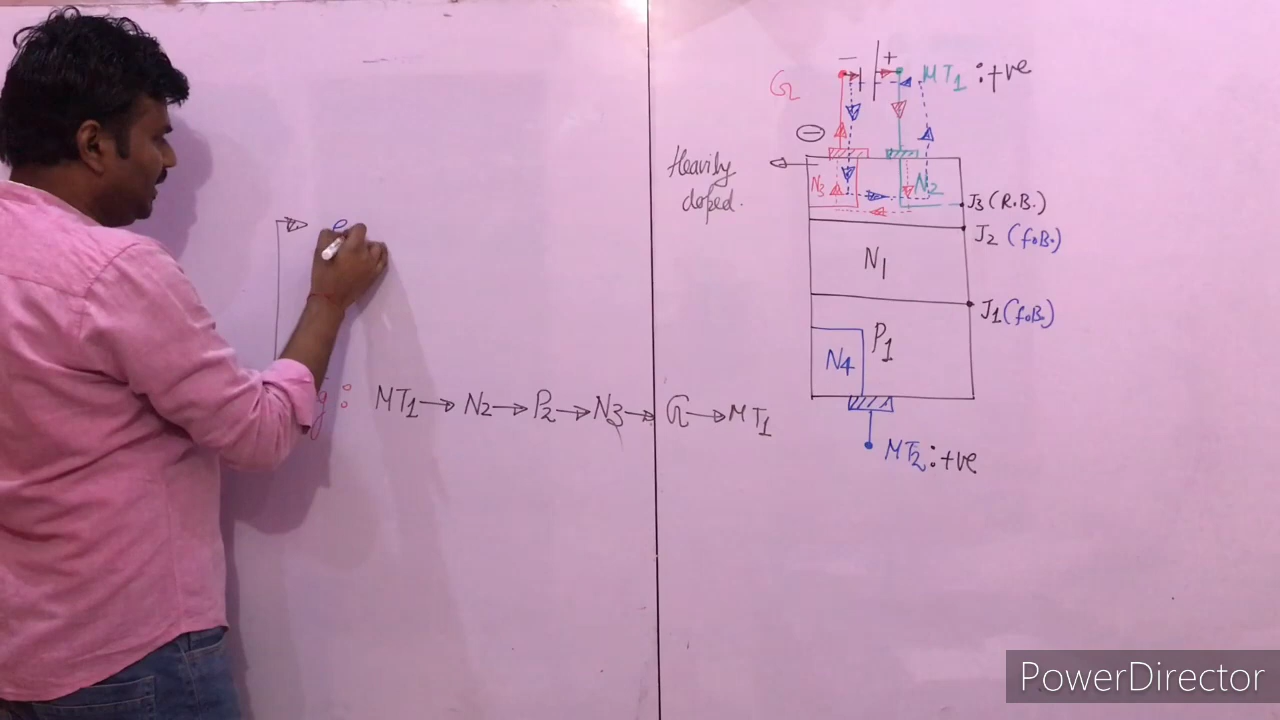 e
g : MT1 → N2 → P2 → N3 → G → MT1
- +
G MT1 : +ve
⊖
Heavily
doped.
N3 N2
J3 (R.B.)
J2 (f.B.)
N1
J1 (f.B.)
P1
N4
MT2 : +ve
PowerDirector